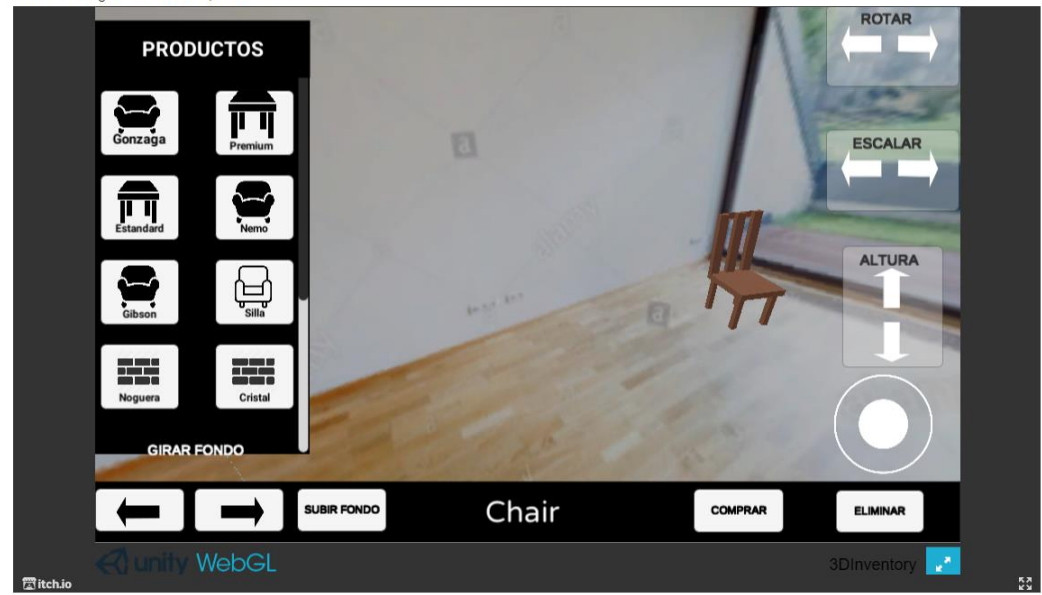 PRODUCTOS
Gonzaga
Premium
Estandard
Nemo
Gibson
Silla
Noguera
Cristal
GIRAR FONDO
ROTAR
ESCALAR
ALTURA
a
alamy
a
SUBIR FONDO
Chair
COMPRAR
ELIMINAR
unity WebGL
3DInventory
itch.io